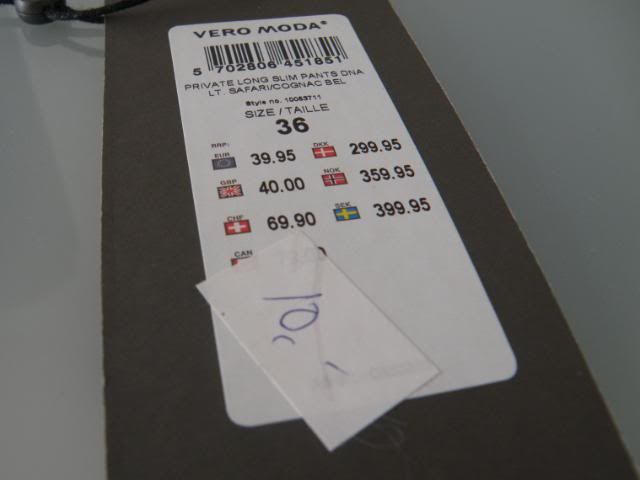 VERO MODA®
5 702806 451851
PRIVATE LONG SLIM PANTS DNA
LT. SAFARI/COGNAC BEL
Style no. 10063711
SIZE / TAILLE
36
RRP:
EUR 39.95 DKK 299.95
GBP 40.00 NOK 359.95
CHF 69.90 SEK 399.95
CAN
10,-